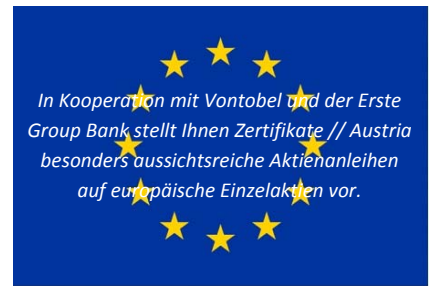 In Kooperation mit Vontobel und der Erste
Group Bank stellt Ihnen Zertifikate // Austria
besonders aussichtsreiche Aktienanleihen
auf europäische Einzelaktien vor.